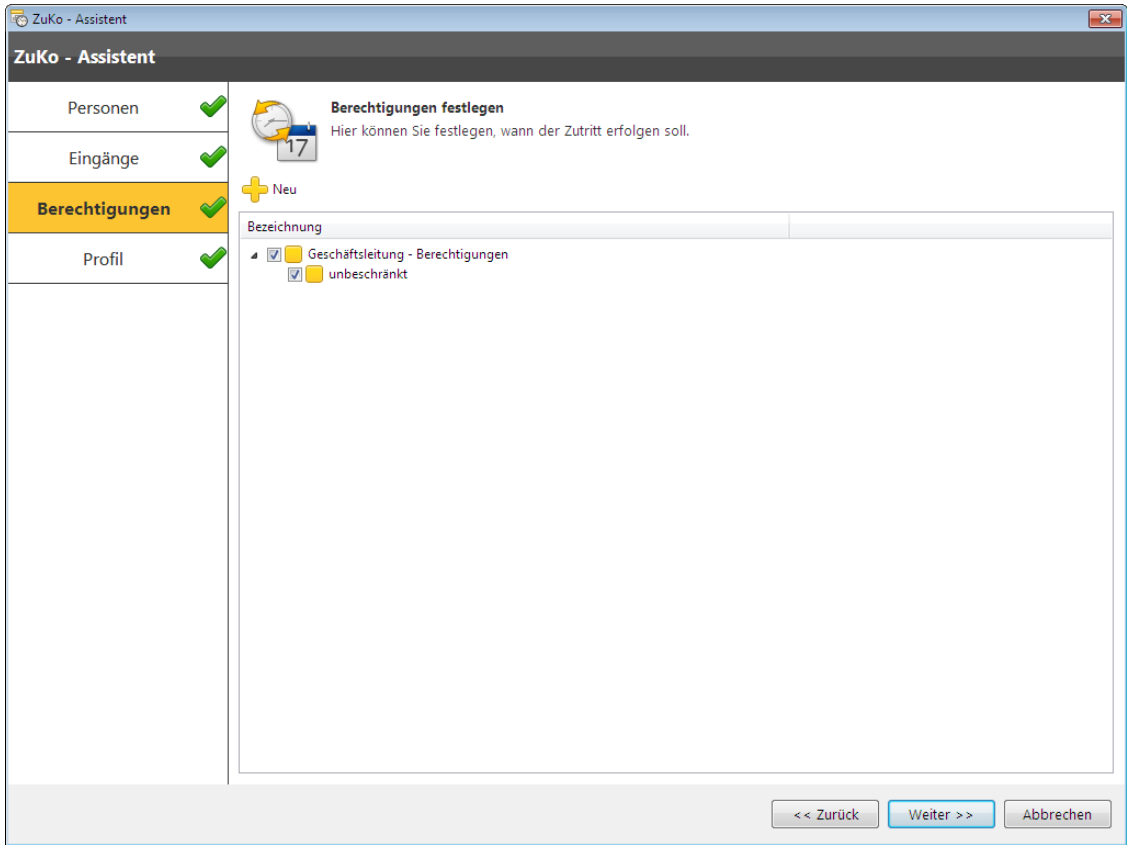 ZuKo - Assistent
ZuKo - Assistent
Personen
Eingänge
Berechtigungen
Profil
Berechtigungen festlegen
Hier können Sie festlegen, wann der Zutritt erfolgen soll.
17
Neu
Bezeichnung
Geschäftsleitung - Berechtigungen
unbeschränkt
<< Zurück
Weiter >>
Abbrechen